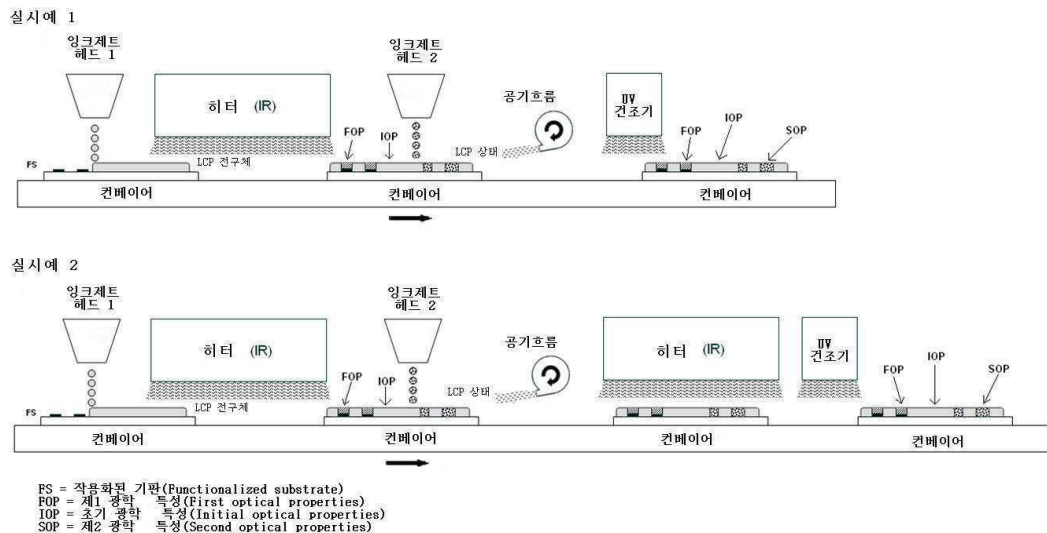 실시예 1
잉크제트
헤드 1
히터 (IR)
잉크제트
헤드 2
공기흐름
UV
건조기
FOP
IOP
LCP 상태
FOP
IOP
SOP
FS
LCP 전구체
컨베이어
컨베이어
컨베이어
실시예 2
잉크제트
헤드 1
히터 (IR)
잉크제트
헤드 2
공기흐름
히터 (IR)
UV
건조기
FOP
IOP
LCP 상태
FOP
IOP
SOP
FS
LCP 전구체
컨베이어
컨베이어
컨베이어
컨베이어
FS = 작용화된 기판(Functionalized substrate)
FOP = 제1 광학 특성(First optical properties)
IOP = 초기 광학 특성(Initial optical properties)
SOP = 제2 광학 특성(Second optical properties)